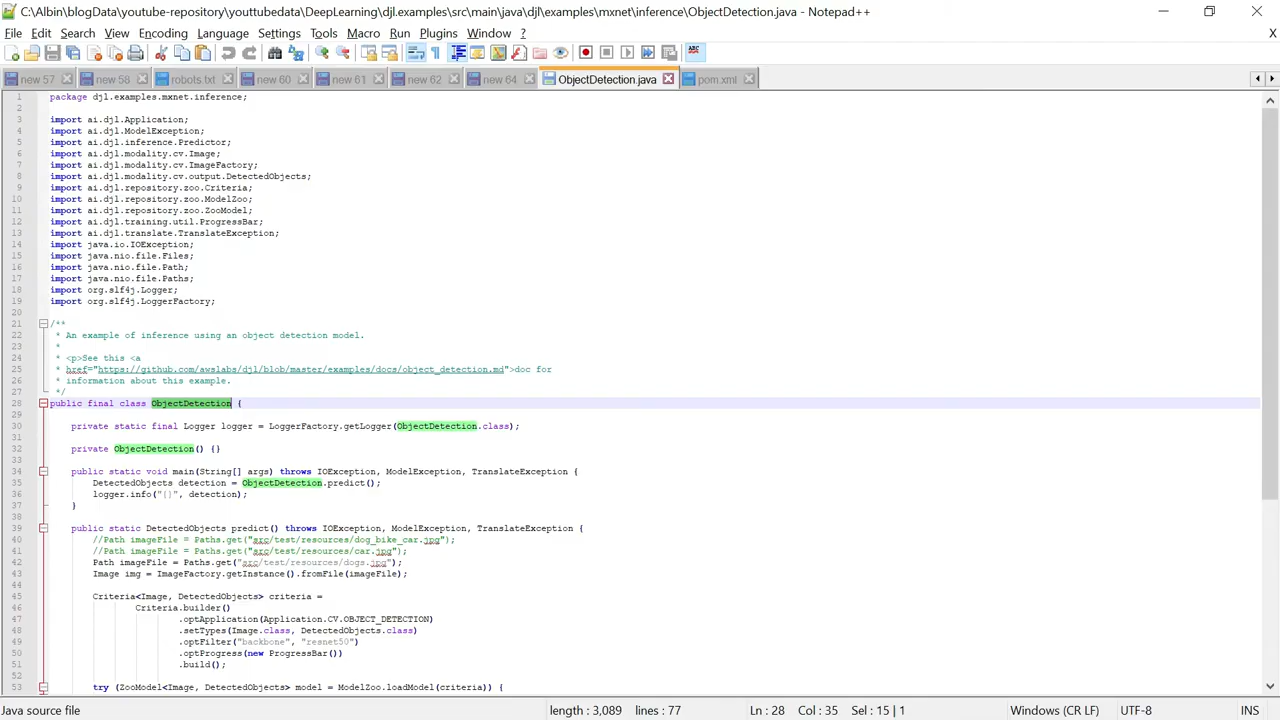 C:\Albin\blogData\youtube-repository\youttubedata\DeepLearning\djl.examples\src\main\java\djl\examples\mxnet\inference\ObjectDetection.java - Notepad++
File Edit Search View Encoding Language Settings Tools Macro Run Plugins Window ? X
new 57 new 58 robots.txt new 60 new 61 new 62 new 64 ObjectDetection.java pom.xml
1 package djl.examples.mxnet.inference;
2
3 import ai.djl.Application;
4 import ai.djl.ModelException;
5 import ai.djl.inference.Predictor;
6 import ai.djl.modality.cv.Image;
7 import ai.djl.modality.cv.ImageFactory;
8 import ai.djl.modality.cv.output.DetectedObjects;
9 import ai.djl.repository.zoo.Criteria;
10 import ai.djl.repository.zoo.ModelZoo;
11 import ai.djl.repository.zoo.ZooModel;
12 import ai.djl.training.util.ProgressBar;
13 import ai.djl.translate.TranslateException;
14 import java.io.IOException;
15 import java.nio.file.Files;
16 import java.nio.file.Path;
17 import java.nio.file.Paths;
18 import org.slf4j.Logger;
19 import org.slf4j.LoggerFactory;
20
21 /**
22 * An example of inference using an object detection model.
23 *
24 * <p>See this <a
25 * href="https://github.com/awslabs/djl/blob/master/examples/docs/object_detection.md">doc for
26 * information about this example.
27 */
28 public final class ObjectDetection {
29
30 private static final Logger logger = LoggerFactory.getLogger(ObjectDetection.class);
31
32 private ObjectDetection() {}
33
34 public static void main(String[] args) throws IOException, ModelException, TranslateException {
35 DetectedObjects detection = ObjectDetection.predict();
36 logger.info("{}", detection);
37 }
38
39 public static DetectedObjects predict() throws IOException, ModelException, TranslateException {
40 //Path imageFile = Paths.get("src/test/resources/dog_bike_car.jpg");
41 //Path imageFile = Paths.get("src/test/resources/car.jpg");
42 Path imageFile = Paths.get("src/test/resources/dogs.jpg");
43 Image img = ImageFactory.getInstance().fromFile(imageFile);
44
45 Criteria<Image, DetectedObjects> criteria =
46 Criteria.builder()
47 .optApplication(Application.CV.OBJECT_DETECTION)
48 .setTypes(Image.class, DetectedObjects.class)
49 .optFilter("backbone", "resnet50")
50 .optProgress(new ProgressBar())
51 .build();
52
53 try (ZooModel<Image, DetectedObjects> model = ModelZoo.loadModel(criteria)) {
Java source file length : 3,089 lines : 77 Ln : 28 Col : 35 Sel : 15 | 1 Windows (CR LF) UTF-8 INS